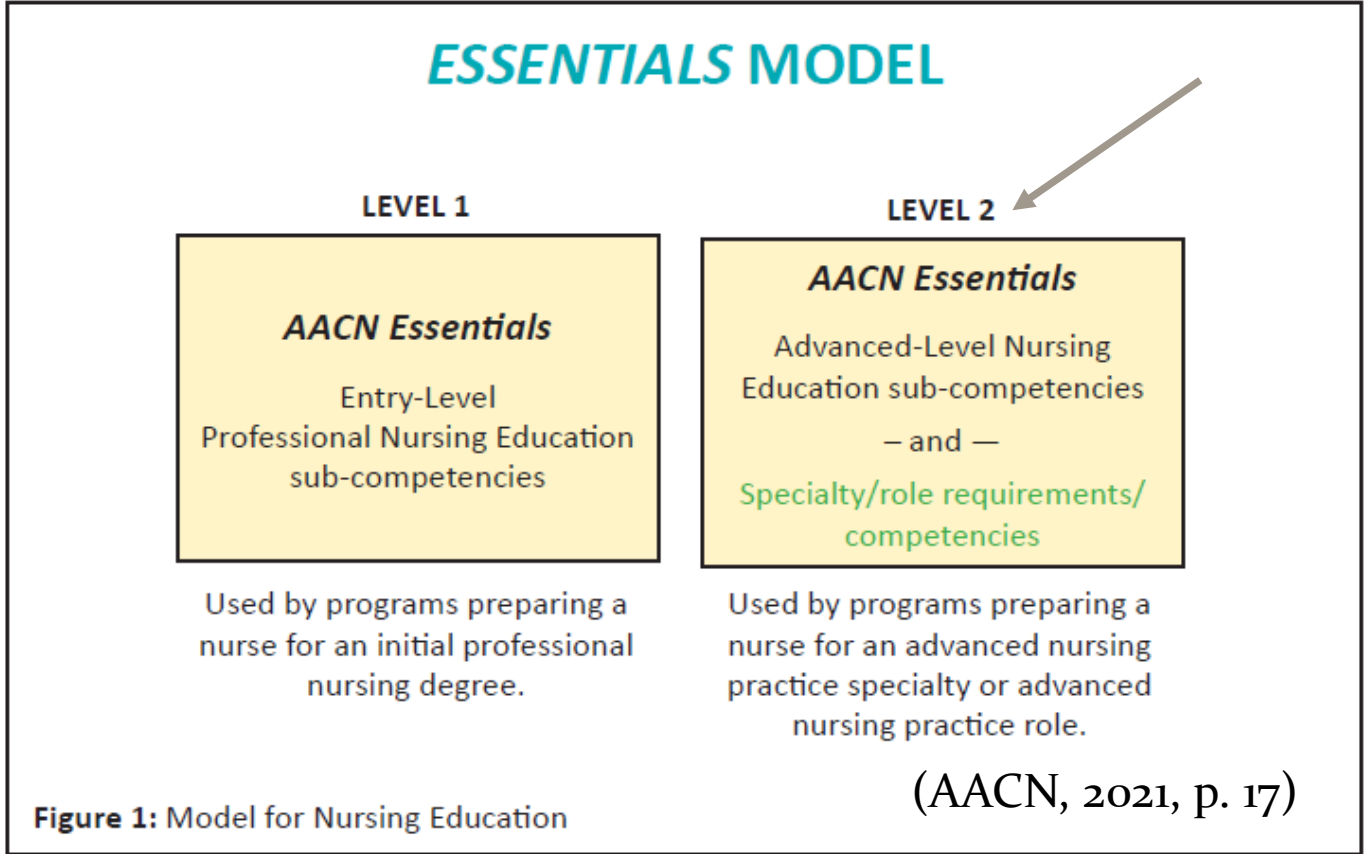 ESSENTIALS MODEL
LEVEL 1
AACN Essentials
Entry-Level
Professional Nursing Education
sub-competencies
Used by programs preparing a
nurse for an initial professional
nursing degree.
LEVEL 2
AACN Essentials
Advanced-Level Nursing
Education sub-competencies
– and —
Specialty/role requirements/
competencies
Used by programs preparing a
nurse for an advanced nursing
practice specialty or advanced
nursing practice role.
(AACN, 2021, p. 17)
Figure 1: Model for Nursing Education